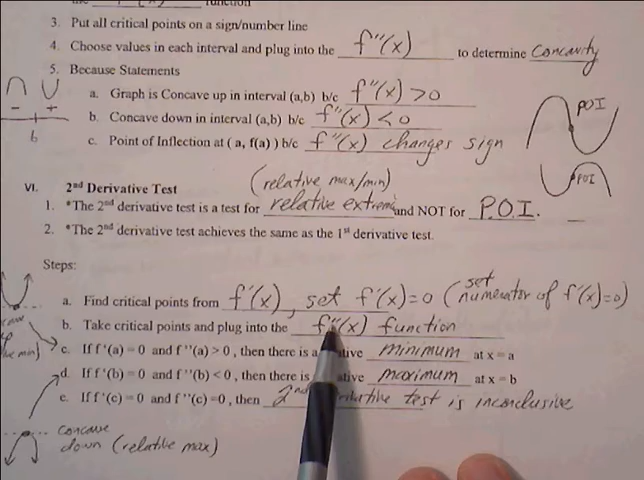 function
3. Put all critical points on a sign/number line
4. Choose values in each interval and plug into the f''(x) to determine Concavity
5. Because Statements
a. Graph is Concave up in interval (a,b) b/c f''(x) > 0
b. Concave down in interval (a,b) b/c f''(x) < 0
c. Point of Inflection at ( a, f(a) ) b/c f''(x) changes sign
- +
b
POI
POI
VI. 2nd Derivative Test
(relative max/min)
1. *The 2nd derivative test is a test for relative extrema and NOT for P.O.I.
2. *The 2nd derivative test achieves the same as the 1st derivative test.
Steps:
a. Find critical points from f'(x), set f'(x)=0 (set numerator of f'(x)=0)
b. Take critical points and plug into the f''(x) function
c. If f'(a) = 0 and f''(a) > 0, then there is a minimum at x = a
d. If f'(b) = 0 and f''(b) < 0, then there is maximum at x = b
e. If f'(c) = 0 and f''(c) = 0, then 2nd test is inconclusive
min)
concave
down (relative max)